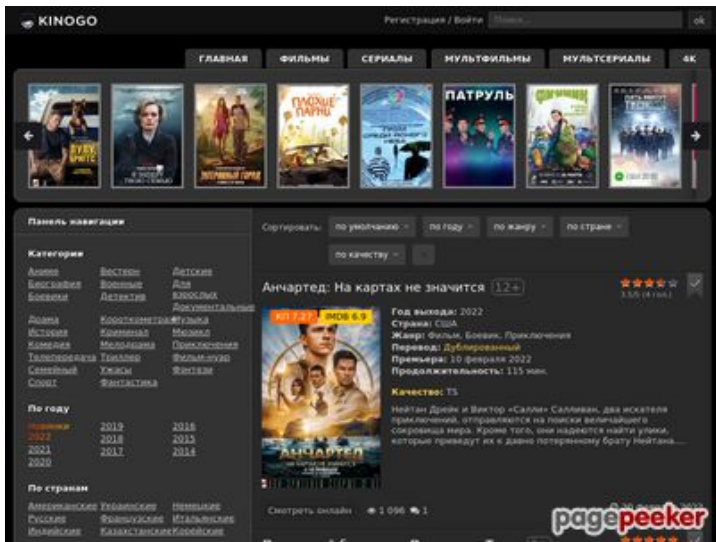 KINOGO
Регистрация / Войти
Поиск...
ok
ГЛАВНАЯ ФИЛЬМЫ СЕРИАЛЫ МУЛЬТФИЛЬМЫ МУЛЬТСЕРИАЛЫ 4K
ПЛОХИЕ ПАРНИ
ПАТРУЛЬ
Панель навигации
Категории
Аниме Вестерн Детские
Биография Военные Для взрослых
Боевики Детектив Документальные
Драма Короткометражки Музыка
История Криминал Мюзикл
Комедия Мелодрама Приключения
Телепередача Триллер Фильм-нуар
Семейный Ужасы Фэнтези
Спорт Фантастика
По году
Новинки 2019 2016
2022 2018 2015
2021 2017 2014
2020
По странам
Американские Украинские Немецкие
Русские Французские Итальянские
Индийские Казахстанские Корейские
Сортировать: по умолчанию по году по жанру по стране
по качеству
Анчартед: На картах не значится 12+
3.5/5 (4 гол.)
КП 7.27 IMDB 6.9
АНЧАРТЕД
НА КАРТАХ НЕ ЗНАЧИТСЯ
Год выхода: 2022
Страна: США
Жанр: Фильм, Боевик, Приключения
Перевод: Дублированный
Премьера: 10 февраля 2022
Продолжительность: 115 мин.
Качество: TS
Нейтан Дрейк и Виктор «Салли» Салливан, два искателя
приключений, отправляются на поиски величайшего
сокровища мира. Кроме того, они надеются найти улики,
которые приведут их к давно потерянному брату Нейтана....
Смотреть онлайн 1 096 1
pagepeeker